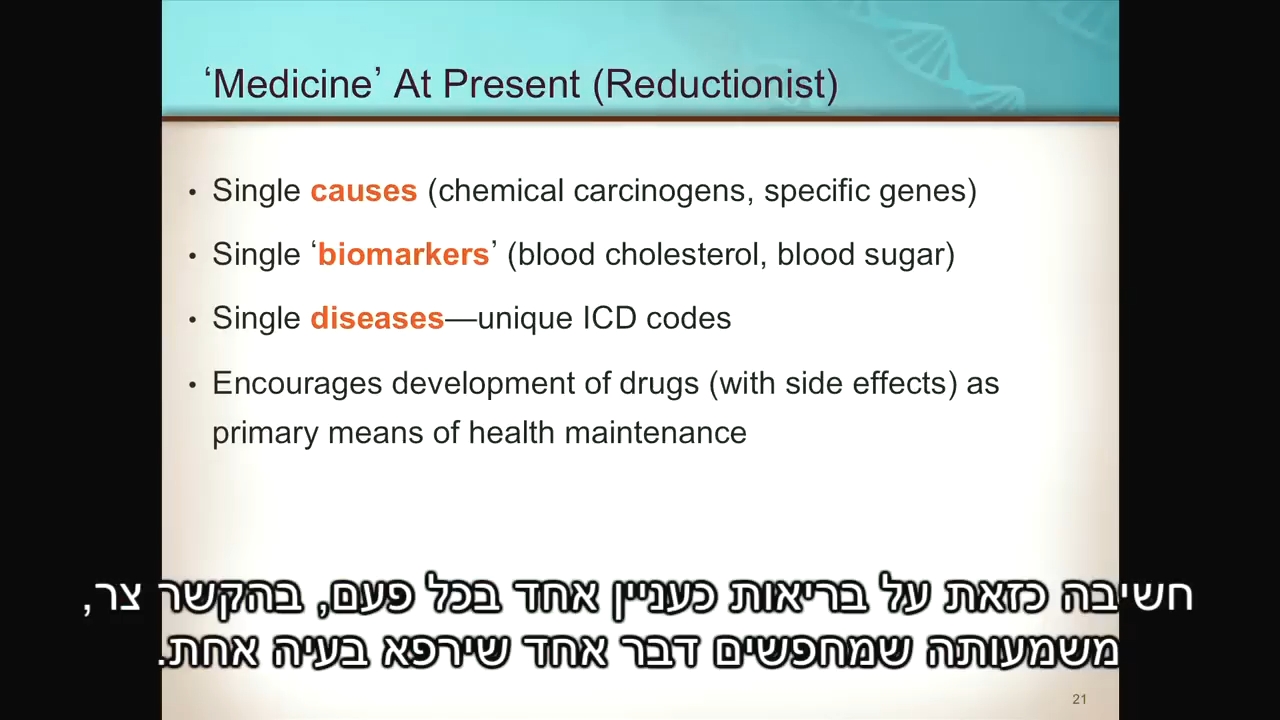 ‘Medicine’ At Present (Reductionist)
• Single causes (chemical carcinogens, specific genes)
• Single ‘biomarkers’ (blood cholesterol, blood sugar)
• Single diseases—unique ICD codes
• Encourages development of drugs (with side effects) as
primary means of health maintenance
חשיבה כזאת על בריאות כעניין אחד בכל פעם, בהקשר צר,
משמעותה שמחפשים דבר אחד שירפא בעיה אחת.
21